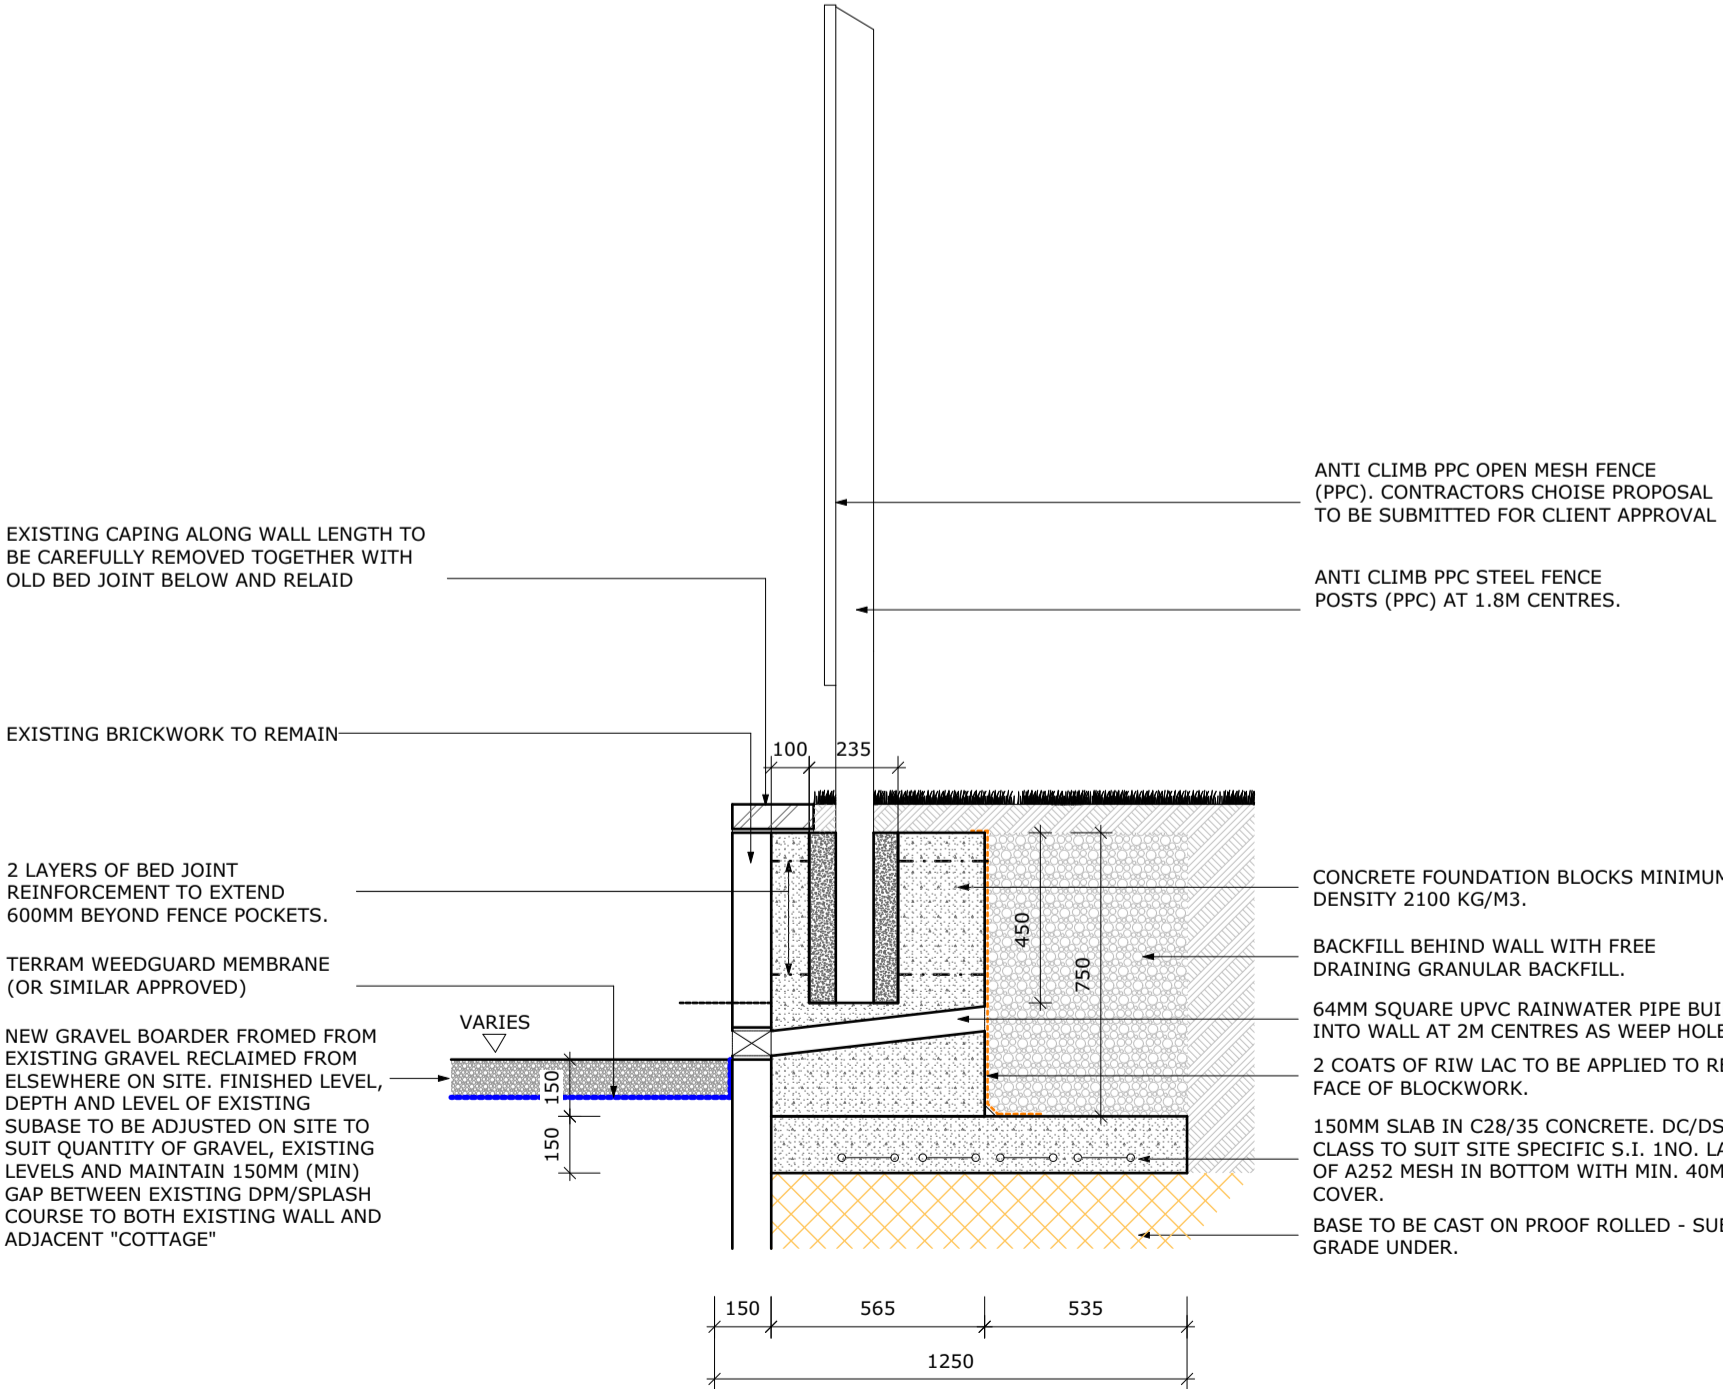 EXISTING CAPING ALONG WALL LENGTH TO
BE CAREFULLY REMOVED TOGETHER WITH
OLD BED JOINT BELOW AND RELAID
EXISTING BRICKWORK TO REMAIN
2 LAYERS OF BED JOINT
REINFORCEMENT TO EXTEND
600MM BEYOND FENCE POCKETS.
TERRAM WEEDGUARD MEMBRANE
(OR SIMILAR APPROVED)
NEW GRAVEL BOARDER FROMED FROM
EXISTING GRAVEL RECLAIMED FROM
ELSEWHERE ON SITE. FINISHED LEVEL,
DEPTH AND LEVEL OF EXISTING
SUBASE TO BE ADJUSTED ON SITE TO
SUIT QUANTITY OF GRAVEL, EXISTING
LEVELS AND MAINTAIN 150MM (MIN)
GAP BETWEEN EXISTING DPM/SPLASH
COURSE TO BOTH EXISTING WALL AND
ADJACENT "COTTAGE"
VARIES
100
235
450
750
150
150
150
565
535
1250
ANTI CLIMB PPC OPEN MESH FENCE
(PPC). CONTRACTORS CHOISE PROPOSAL
TO BE SUBMITTED FOR CLIENT APPROVAL
ANTI CLIMB PPC STEEL FENCE
POSTS (PPC) AT 1.8M CENTRES.
CONCRETE FOUNDATION BLOCKS MINIMUM
DENSITY 2100 KG/M3.
BACKFILL BEHIND WALL WITH FREE
DRAINING GRANULAR BACKFILL.
64MM SQUARE UPVC RAINWATER PIPE BUI
INTO WALL AT 2M CENTRES AS WEEP HOLE
2 COATS OF RIW LAC TO BE APPLIED TO RE
FACE OF BLOCKWORK.
150MM SLAB IN C28/35 CONCRETE. DC/DS
CLASS TO SUIT SITE SPECIFIC S.I. 1NO. LA
OF A252 MESH IN BOTTOM WITH MIN. 40M
COVER.
BASE TO BE CAST ON PROOF ROLLED - SUB
GRADE UNDER.